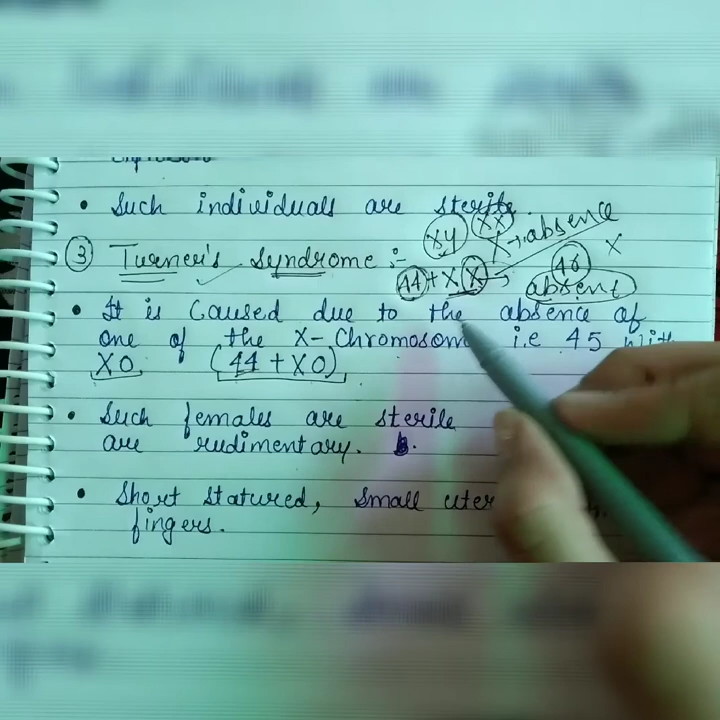 • Such individuals are sterile
XY XX X→ absence
③ Turner's Syndrome :- 46 X
44 + X X → absent
• It is Caused due to the absence of
one of the X- Chromosom i.e 45 with
XO (44 + XO)
• Such females are sterile
are rudimentary.
• Short statured, Small uter
fingers.